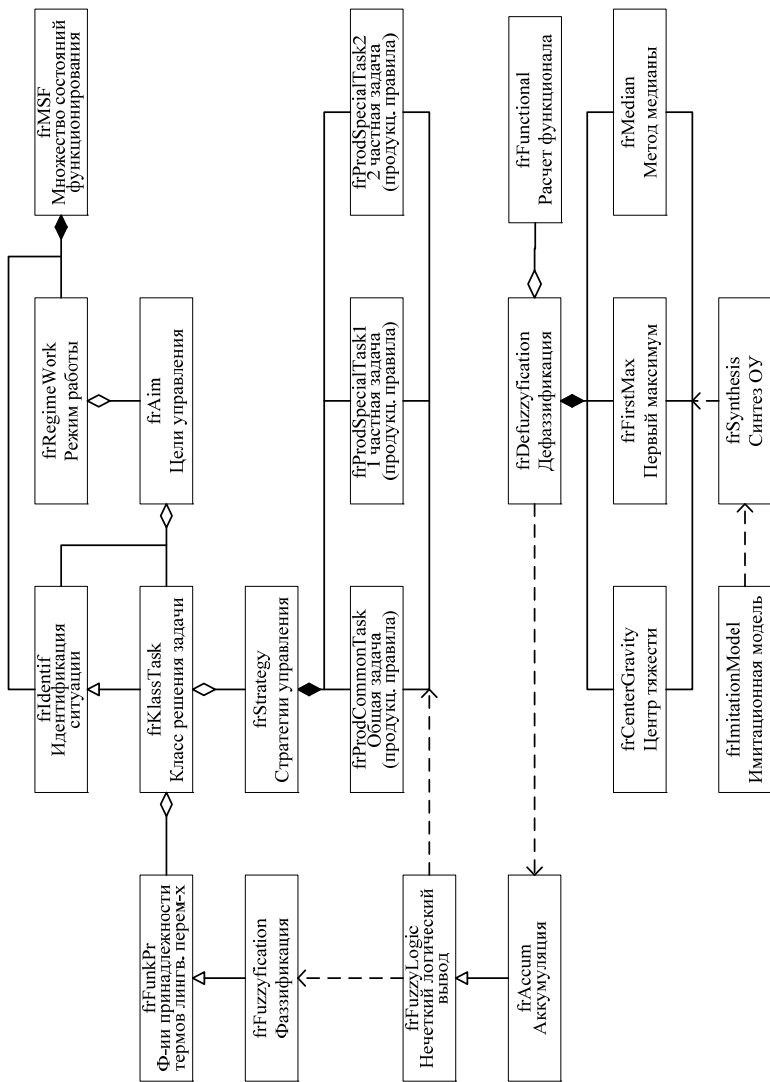 frMSF
Множество состояний
функционирования
frRegimeWork
Режим работы
frIdentif
Идентификация
ситуации
frAim
Цели управления
frKlassTask
Класс решения задачи
frFunkPr
Ф-ии принадлежности
термов лингв. перем-х
frStrategy
Стратегии управления
frFuzzyfication
Фаззификация
frProdSpecialTask2
2 частная задача
(продукц. правила)
frProdSpecialTask1
1 частная задача
(продукц. правила)
frProdCommonTask
Общая задача
(продукц. правила)
frFuzzyLogic
Нечеткий логический
вывод
frFunctional
Расчет функционала
frDefuzzyfication
Дефаззификация
frAccum
Аккумуляция
frMedian
Метод медианы
frFirstMax
Первый максимум
frCenterGravity
Центр тяжести
frSynthesis
Синтез ОУ
frImitationModel
Имитационная модель